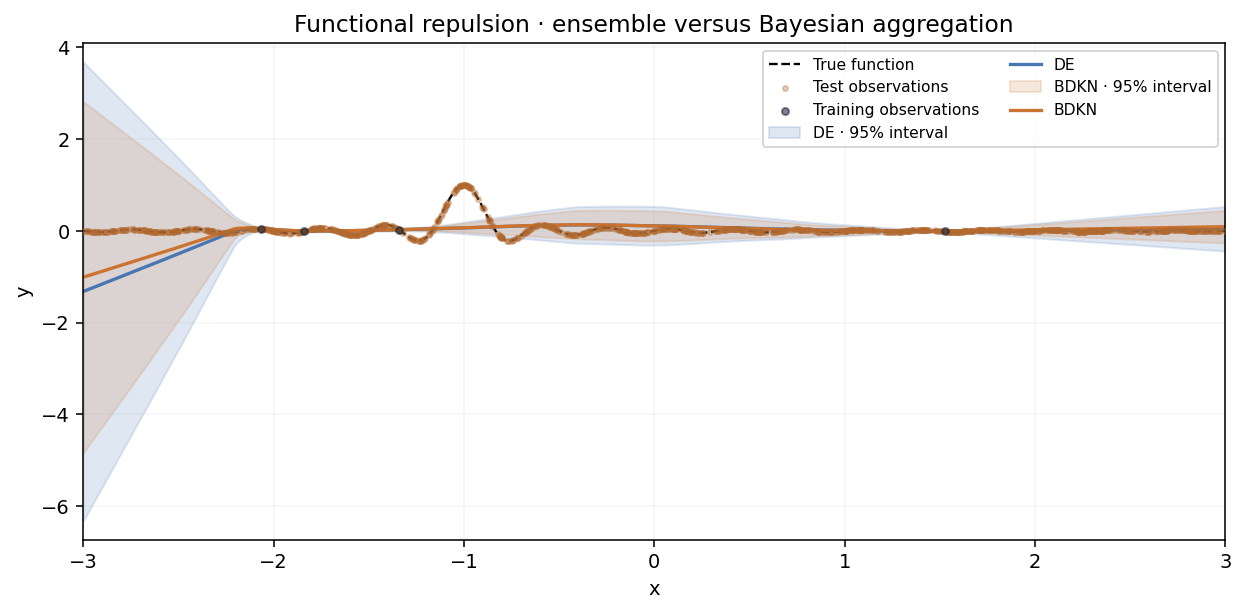 Functional repulsion · ensemble versus Bayesian aggregation
True function
Test observations
Training observations
DE · 95% interval
DE
BDKN · 95% interval
BDKN
y
4
2
0
−2
−4
−6
−3
−2
−1
0
1
2
3
x